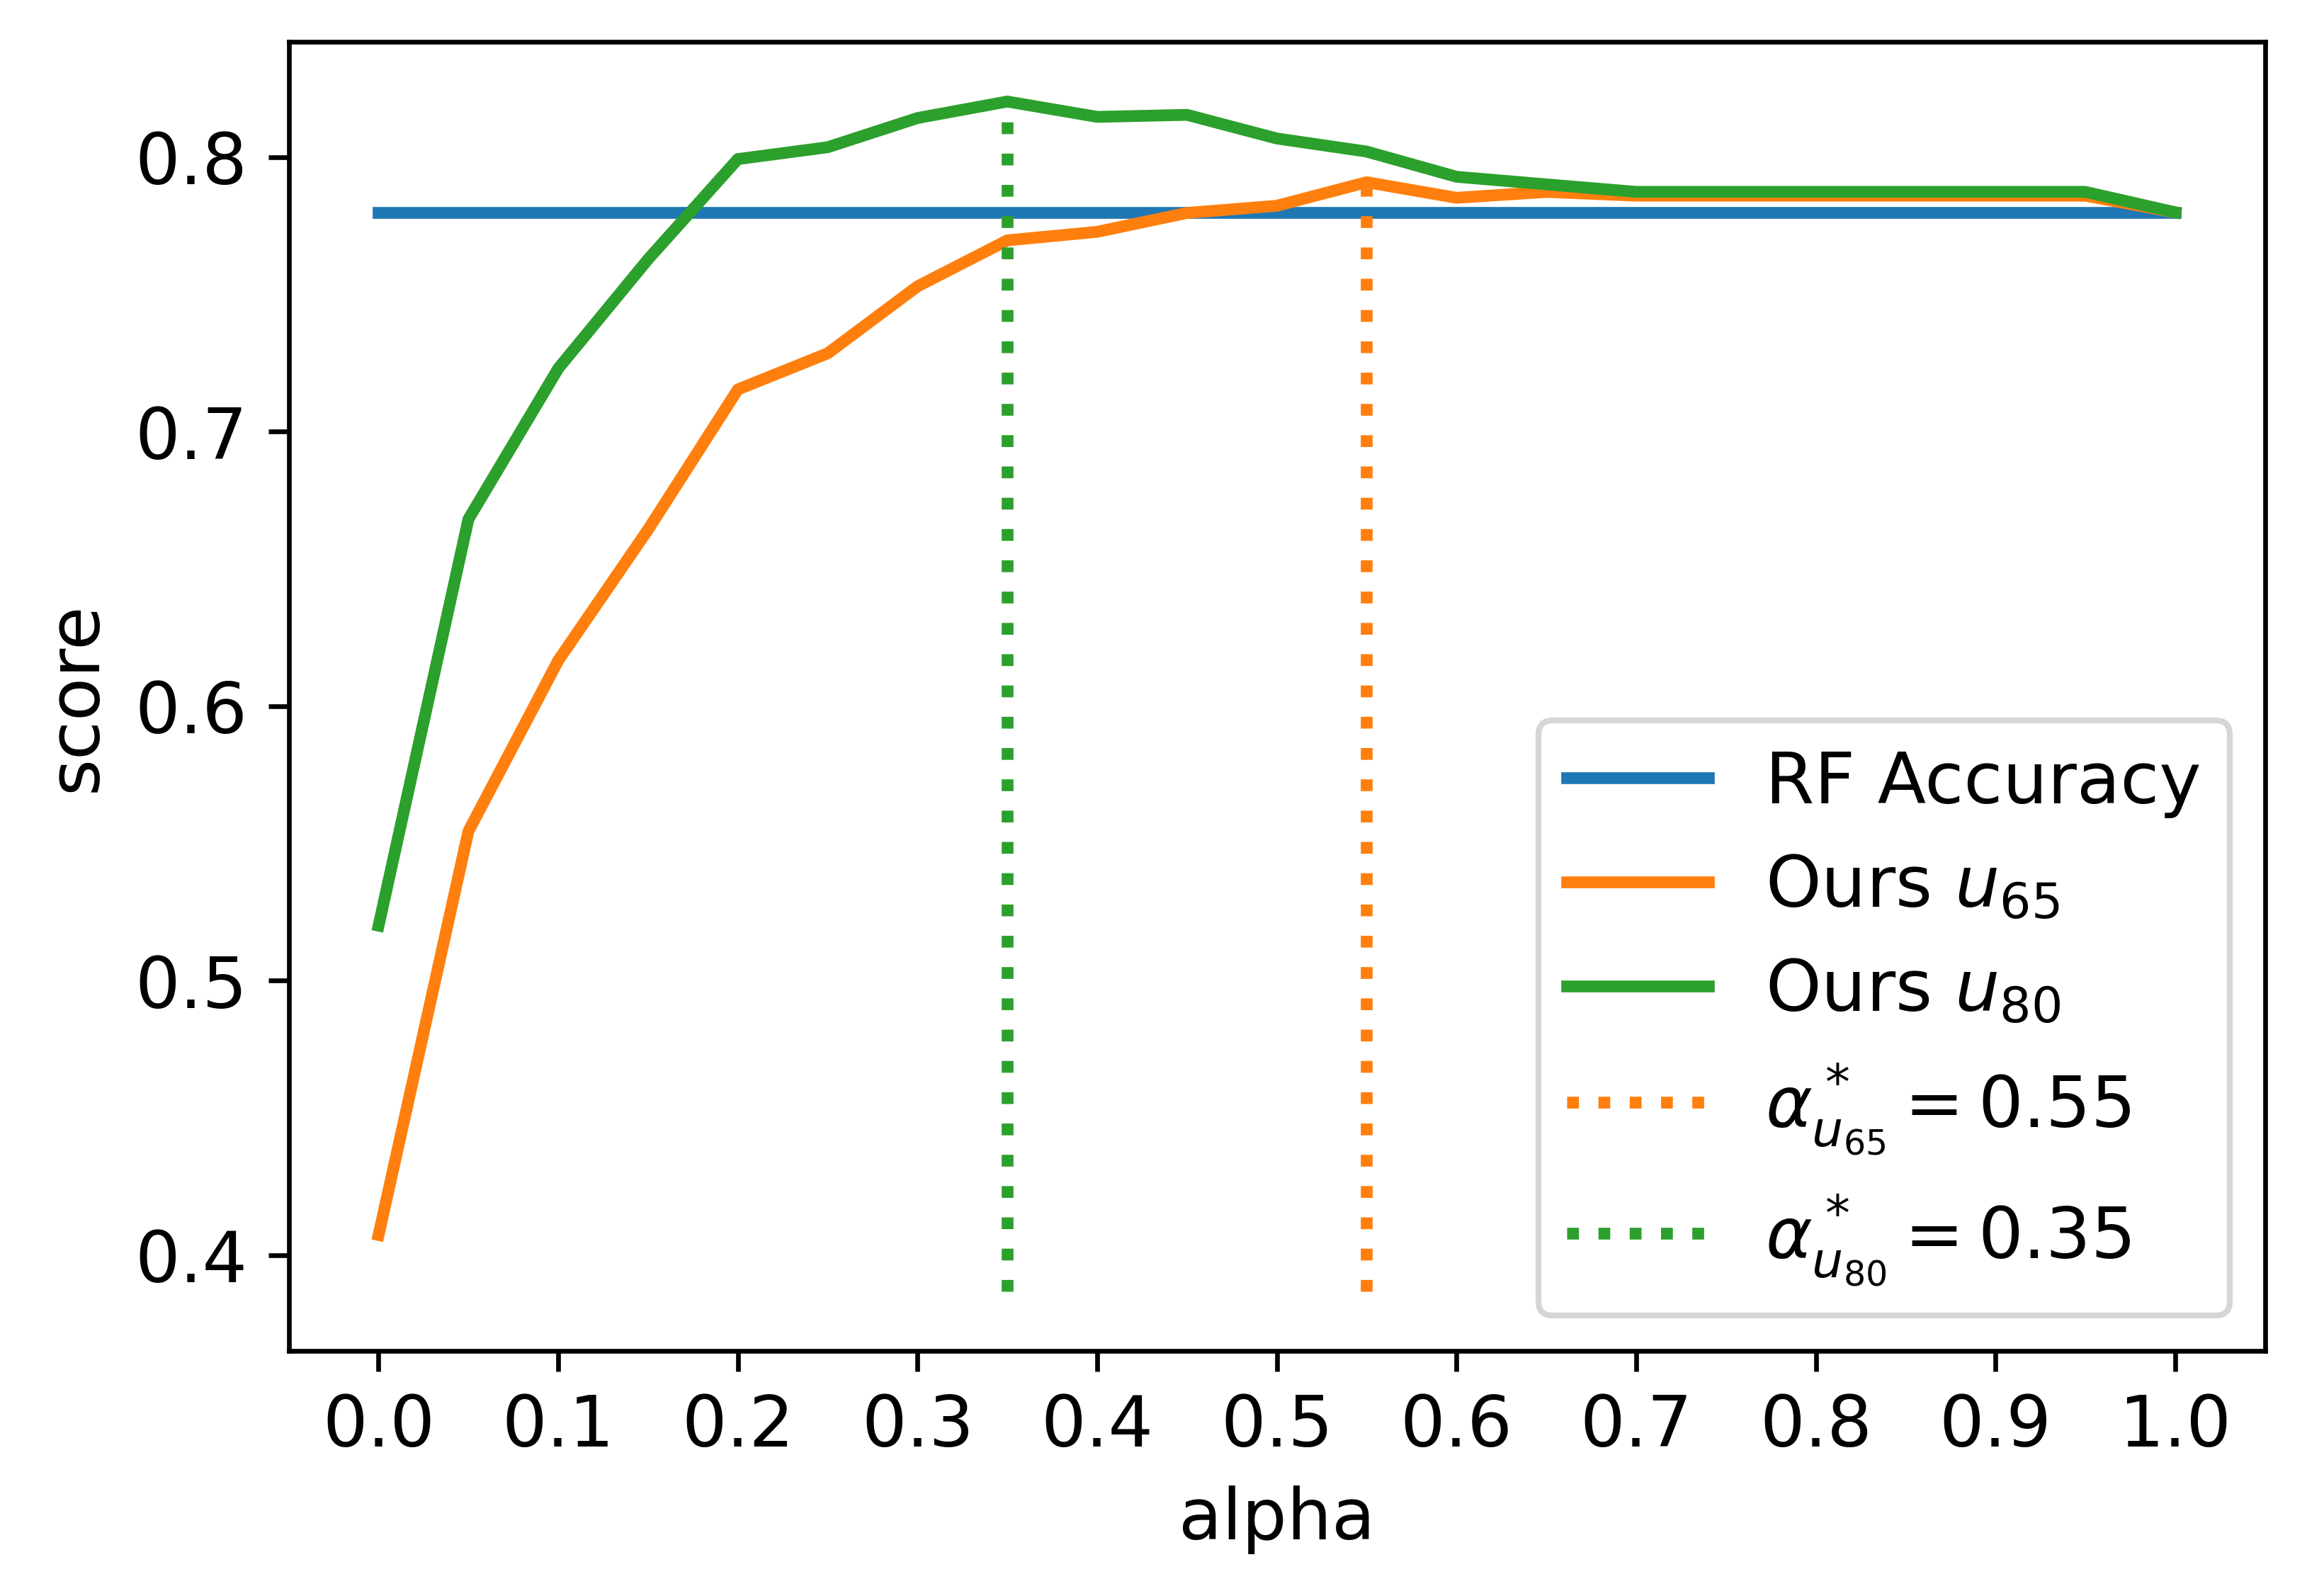 0.8
0.7
0.6
0.5
0.4
score
0.0 0.1 0.2 0.3 0.4 0.5 0.6 0.7 0.8 0.9 1.0
alpha
RF Accuracy
Ours u₆₅
Ours u₈₀
α*u₆₅ = 0.55
α*u₈₀ = 0.35